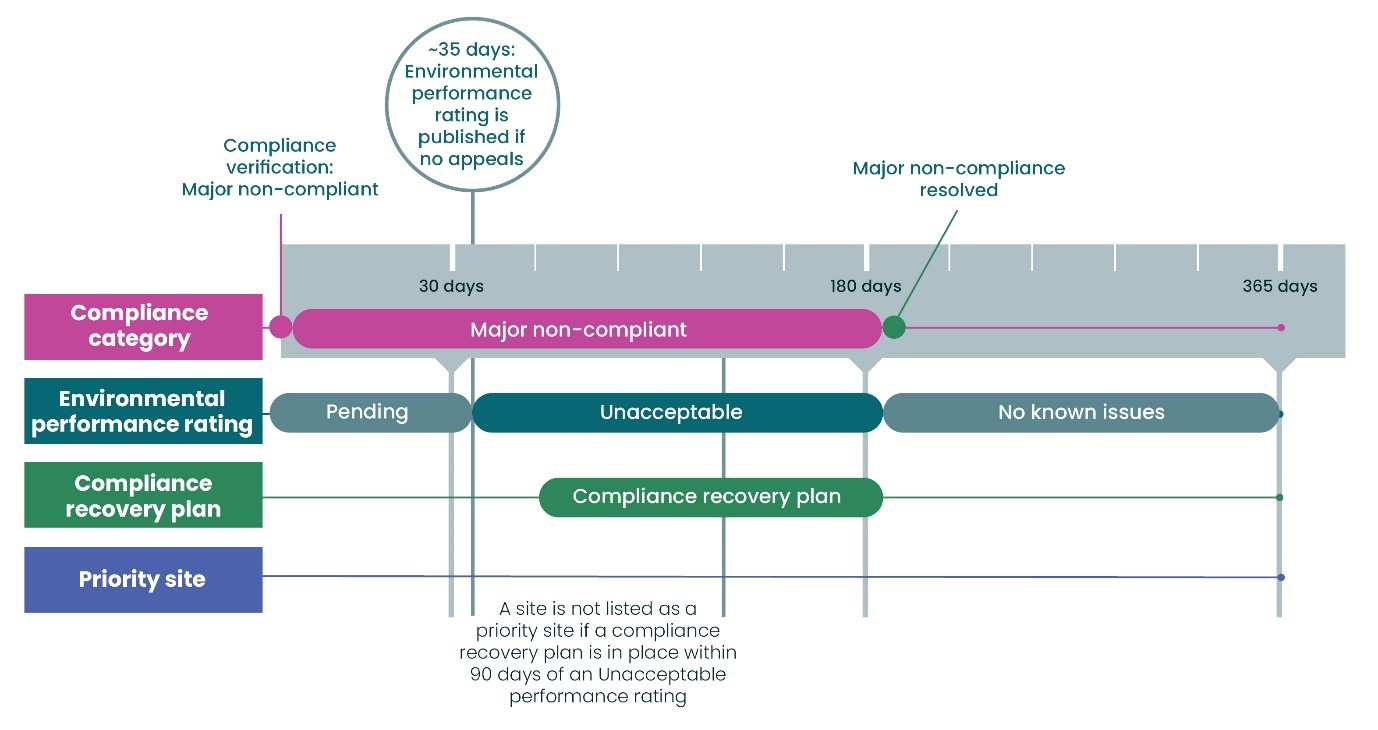 ~35 days:
Environmental
performance
rating is
published if
no appeals
Compliance
verification:
Major non-compliant
Major non-compliance
resolved
30 days
180 days
365 days
Compliance
category
Major non-compliant
Environmental
performance rating
Pending
Unacceptable
No known issues
Compliance
recovery plan
Compliance recovery plan
Priority site
A site is not listed as a
priority site if a compliance
recovery plan is in place within
90 days of an Unacceptable
performance rating